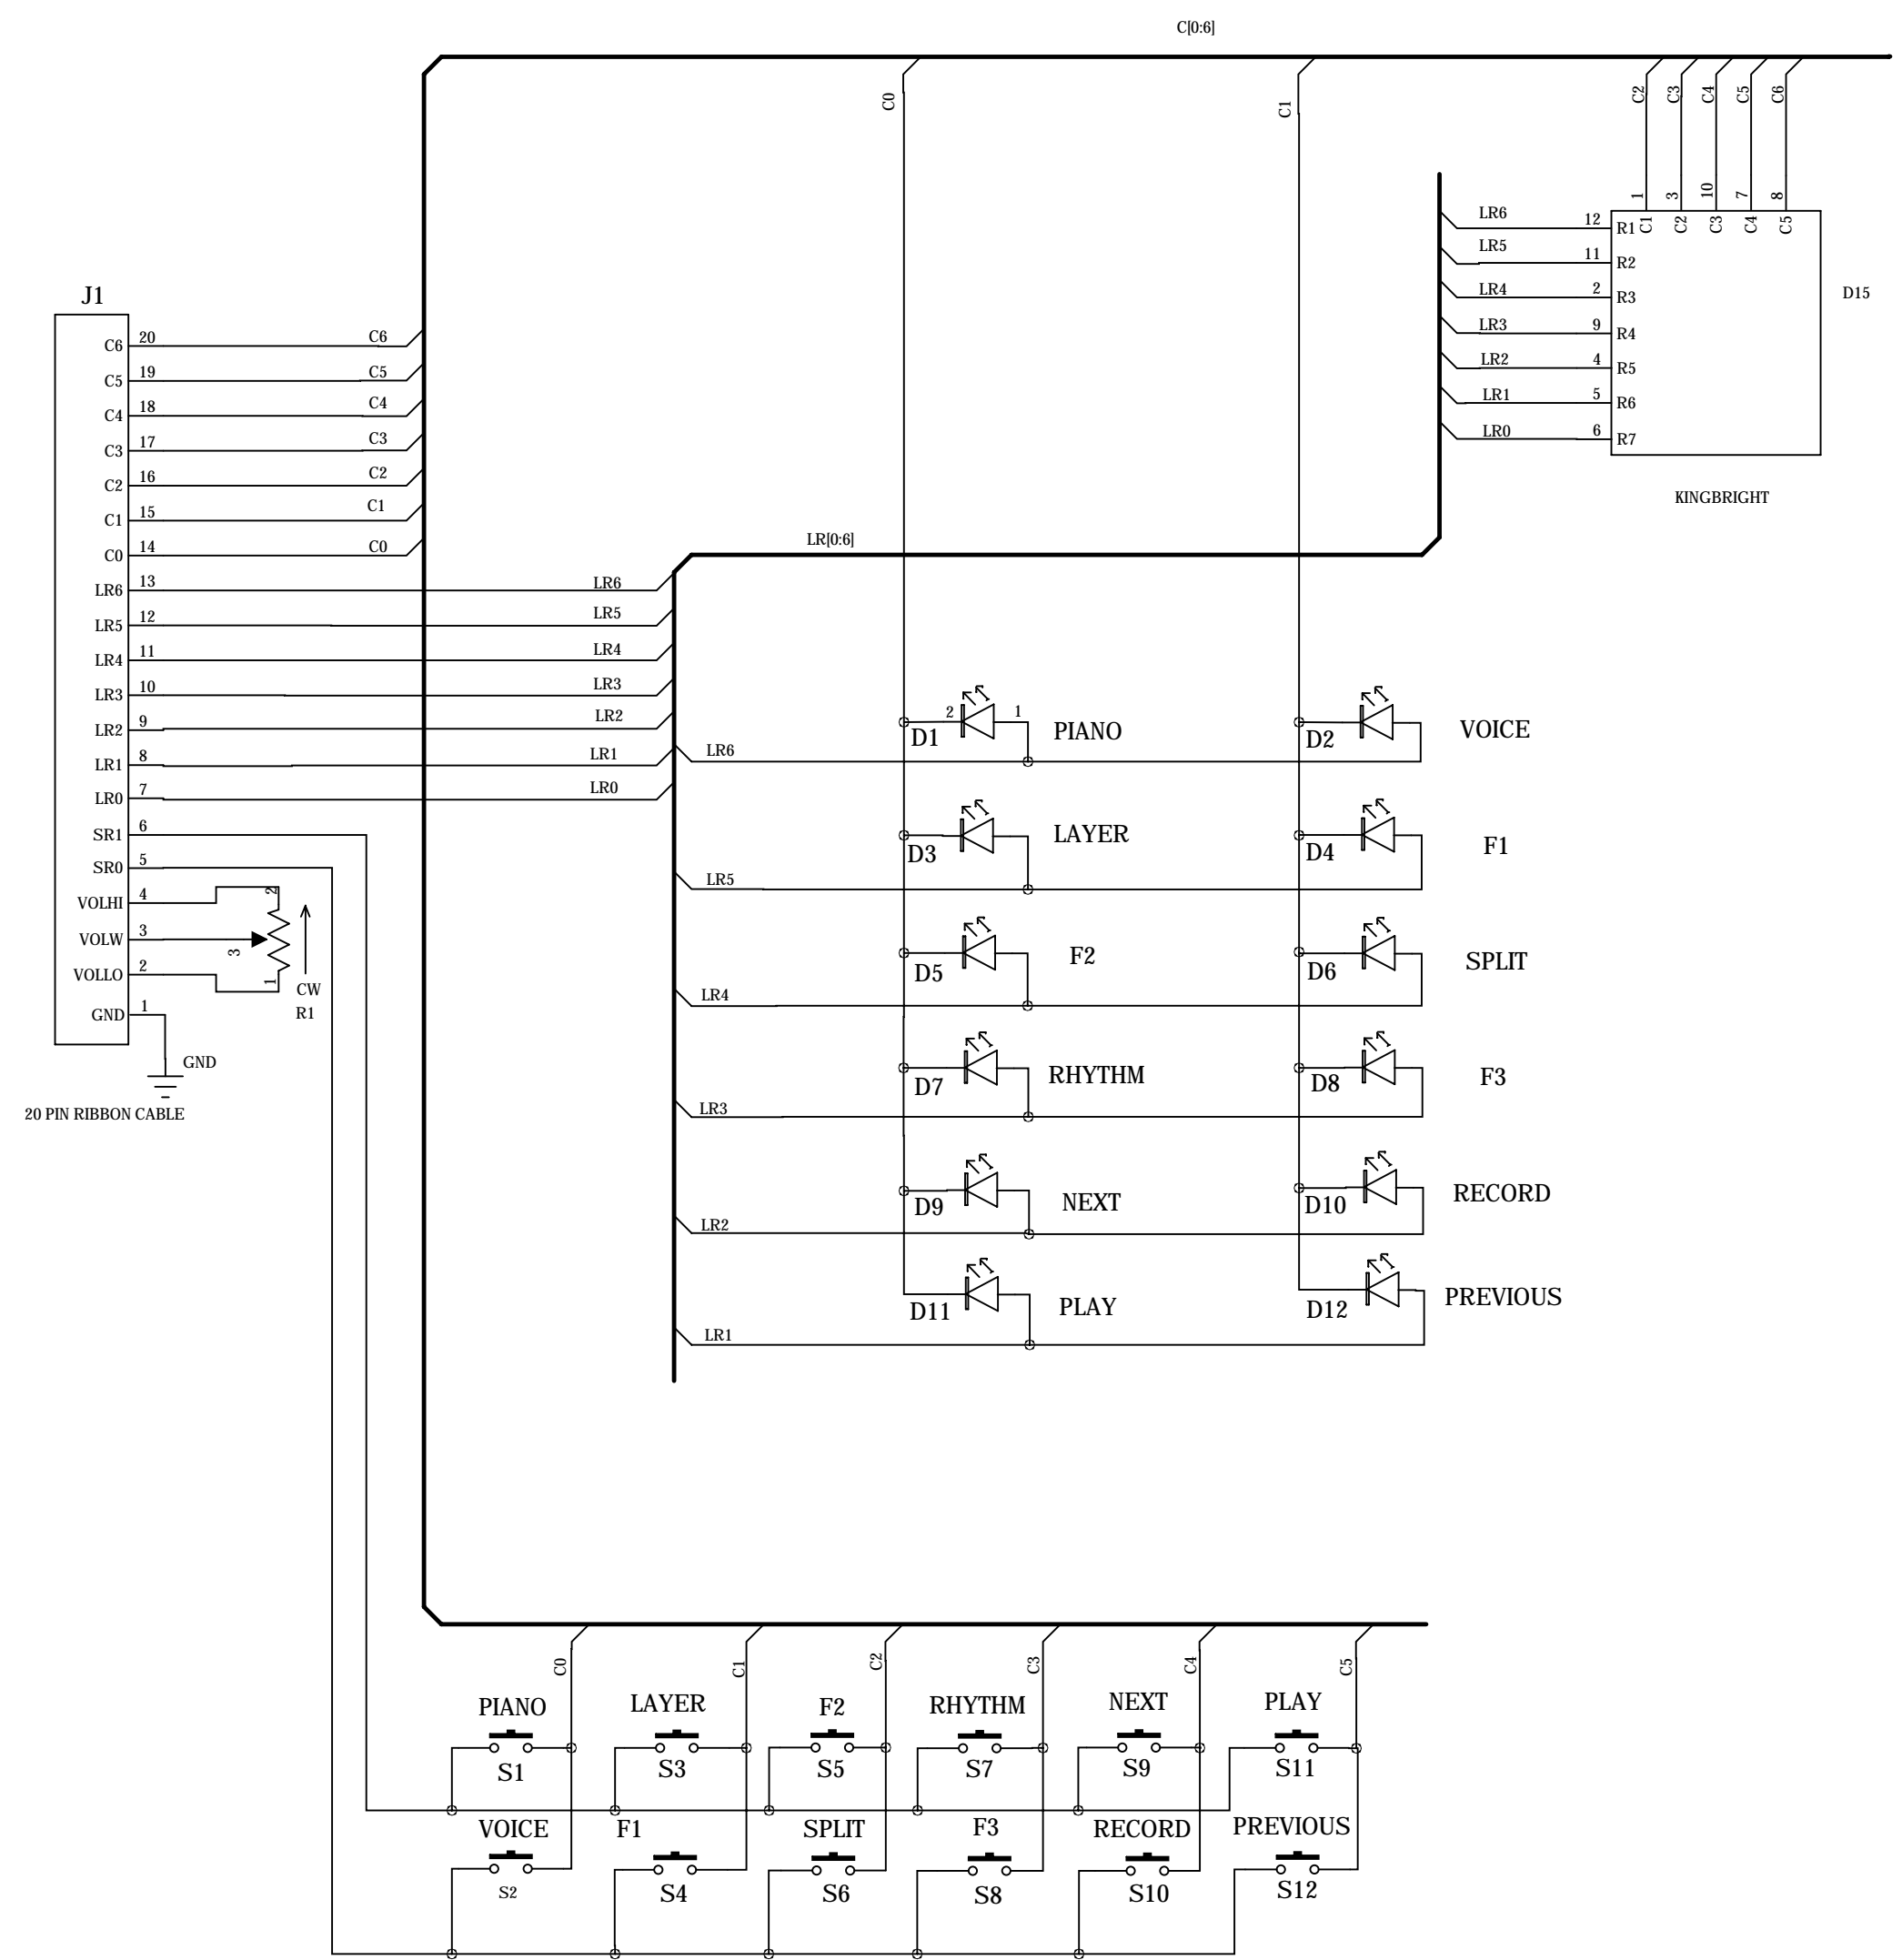 C[0:6]
C0
C1
C2
C3
C4
C5
C6
1
3
10
7
8
C1
C2
C3
C4
C5
LR6
12
R1
LR5
11
R2
LR4
2
R3
LR3
9
R4
LR2
4
R5
LR1
5
R6
LR0
6
R7
D15
KINGBRIGHT
J1
C6
20
C6
C5
19
C5
C4
18
C4
C3
17
C3
C2
16
C2
C1
15
C1
C0
14
C0
LR[0:6]
LR6
13
LR6
LR5
12
LR5
LR4
11
LR4
LR3
10
LR3
LR2
9
LR2
LR1
8
LR1
LR0
7
LR0
SR1
6
SR0
5
VOLHI
4
2
VOLW
3
3
VOLLO
2
1
CW
R1
GND
1
GND
20 PIN RIBBON CABLE
2
1
D1
PIANO
D2
VOICE
LR6
D3
LAYER
D4
F1
LR5
D5
F2
D6
SPLIT
LR4
D7
RHYTHM
D8
F3
LR3
D9
NEXT
D10
RECORD
LR2
D11
PLAY
D12
PREVIOUS
LR1
C0
C1
C2
C3
C4
C5
PIANO
LAYER
F2
RHYTHM
NEXT
PLAY
S1
S3
S5
S7
S9
S11
VOICE
F1
SPLIT
F3
RECORD
PREVIOUS
S2
S4
S6
S8
S10
S12